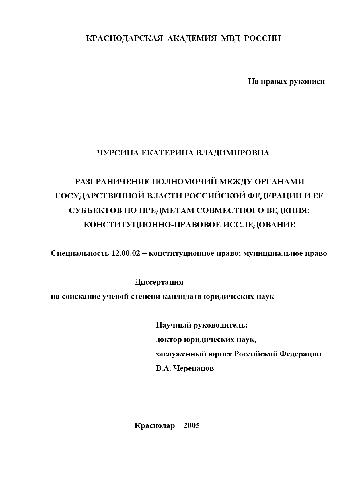 КРАСНОДАРСКАЯ АКАДЕМИЯ МВД РОССИИ
На правах рукописи
ЧУРСИНА ЕКАТЕРИНА ВЛАДИМИРОВНА
РАЗГРАНИЧЕНИЕ ПОЛНОМОЧИЙ МЕЖДУ ОРГАНАМИ
ГОСУДАРСТВЕННОЙ ВЛАСТИ РОССИЙСКОЙ ФЕДЕРАЦИИ И ЕЕ
СУБЪЕКТОВ ПО ПРЕДМЕТАМ СОВМЕСТНОГО ВЕДЕНИЯ:
КОНСТИТУЦИОННО-ПРАВОВОЕ ИССЛЕДОВАНИЕ
Специальность 12.00.02 – конституционное право; муниципальное право
Диссертация
на соискание ученой степени кандидата юридических наук
Научный руководитель:
доктор юридических наук,
заслуженный юрист Российской Федерации
В.А. Черепанов
Краснодар – 2005